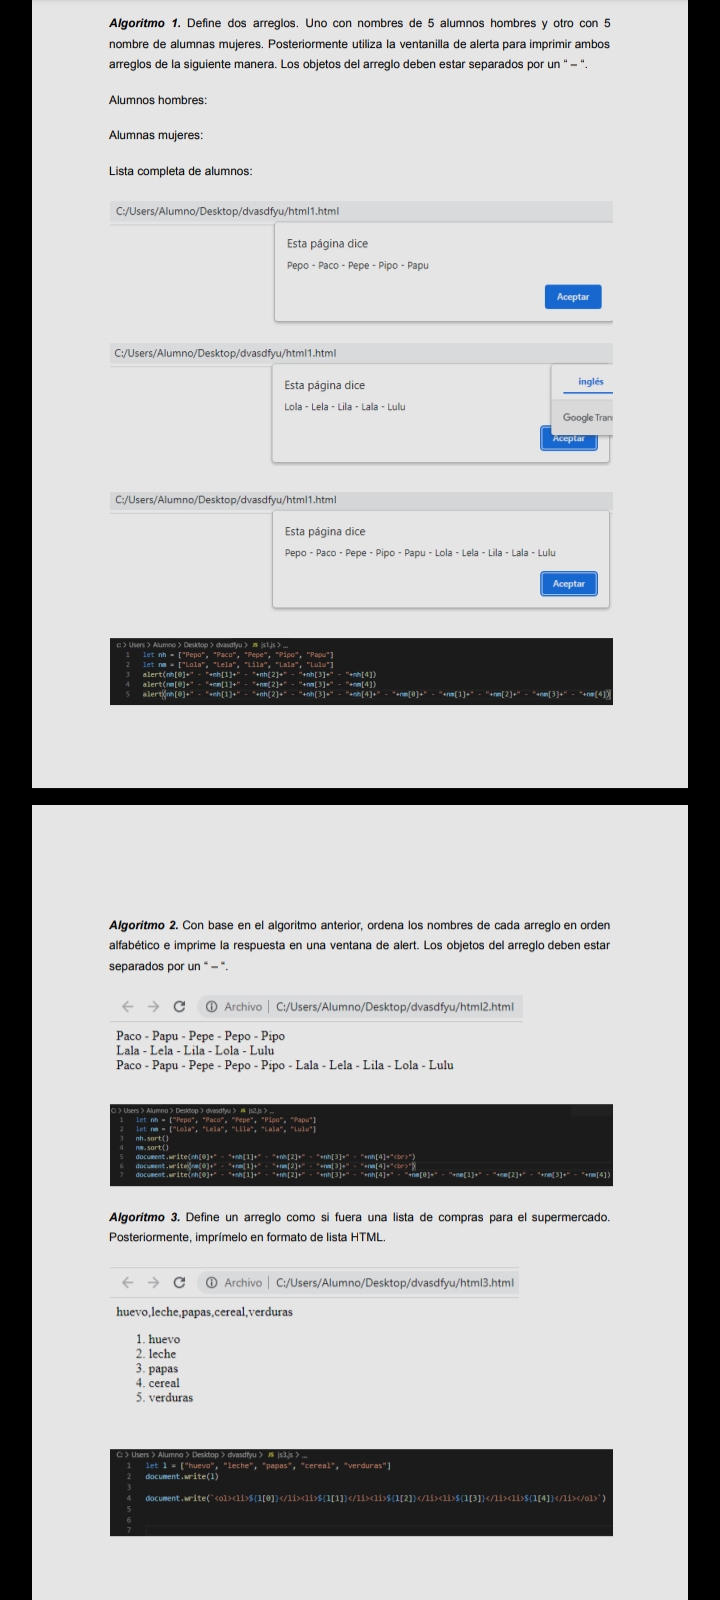 Algoritmo 1. Define dos arreglos. Uno con nombres de 5 alumnos hombres y otro con 5
nombre de alumnas mujeres. Posteriormente utiliza la ventanilla de alerta para imprimir ambos
arreglos de la siguiente manera. Los objetos del arreglo deben estar separados por un “ – “.
Alumnos hombres:
Alumnas mujeres:
Lista completa de alumnos:
C:/Users/Alumno/Desktop/dvasdfyu/html1.html
Esta página dice
Pepo - Paco - Pepe - Pipo - Papu
Aceptar
C:/Users/Alumno/Desktop/dvasdfyu/html1.html
Esta página dice
inglés
Lola - Lela - Lila - Lala - Lulu
Google Tran
Aceptar
C:/Users/Alumno/Desktop/dvasdfyu/html1.html
Esta página dice
Pepo - Paco - Pepe - Pipo - Papu - Lola - Lela - Lila - Lala - Lulu
Aceptar
C: > Users > Alumno > Desktop > dvasdfyu > JS js1.js > ...
1 let nh = ["Pepo", "Paco", "Pepe", "Pipo", "Papu"]
2 let nm = ["Lola", "Lela", "Lila", "Lala", "Lulu"]
3 alert(nh[0]+" - "+nh[1]+" - "+nh[2]+" - "+nh[3]+" - "+nh[4])
4 alert(nm[0]+" - "+nm[1]+" - "+nm[2]+" - "+nm[3]+" - "+nm[4])
5 alert(nh[0]+" - "+nh[1]+" - "+nh[2]+" - "+nh[3]+" - "+nh[4]+" - "+nm[0]+" - "+nm[1]+" - "+nm[2]+" - "+nm[3]+" - "+nm[4])
Algoritmo 2. Con base en el algoritmo anterior, ordena los nombres de cada arreglo en orden
alfabético e imprime la respuesta en una ventana de alert. Los objetos del arreglo deben estar
separados por un “ – “.
Archivo | C:/Users/Alumno/Desktop/dvasdfyu/html2.html
Paco - Papu - Pepe - Pepo - Pipo
Lala - Lela - Lila - Lola - Lulu
Paco - Papu - Pepe - Pepo - Pipo - Lala - Lela - Lila - Lola - Lulu
C: > Users > Alumno > Desktop > dvasdfyu > JS js2.js > ...
1 let nh = ["Pepo", "Paco", "Pepe", "Pipo", "Papu"]
2 let nm = ["Lola", "Lela", "Lila", "Lala", "Lulu"]
3 nh.sort()
4 nm.sort()
5 document.write(nh[0]+" - "+nh[1]+" - "+nh[2]+" - "+nh[3]+" - "+nh[4]+"<br>")
6 document.write(nm[0]+" - "+nm[1]+" - "+nm[2]+" - "+nm[3]+" - "+nm[4]+"<br>")
7 document.write(nh[0]+" - "+nh[1]+" - "+nh[2]+" - "+nh[3]+" - "+nh[4]+" - "+nm[0]+" - "+nm[1]+" - "+nm[2]+" - "+nm[3]+" - "+nm[4])
Algoritmo 3. Define un arreglo como si fuera una lista de compras para el supermercado.
Posteriormente, imprímelo en formato de lista HTML.
Archivo | C:/Users/Alumno/Desktop/dvasdfyu/html3.html
huevo,leche,papas,cereal,verduras
1. huevo
2. leche
3. papas
4. cereal
5. verduras
C: > Users > Alumno > Desktop > dvasdfyu > JS js3.js > ...
1 let l = ["huevo", "leche", "papas", "cereal", "verduras"]
2 document.write(l)
3
4 document.write(`<ol><li>${l[0]}</li><li>${l[1]}</li><li>${l[2]}</li><li>${l[3]}</li><li>${l[4]}</li></ol>`)
5
6
7